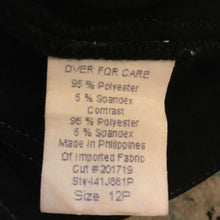 OVER FOR CARE
95 % Polyester
5 % Spandex
Contrast
95 % Polyester
5 % Spandex
Made in Philippines
Of Imported Fabric
Cut # 201719
Sty-I41J661P
Size 12P